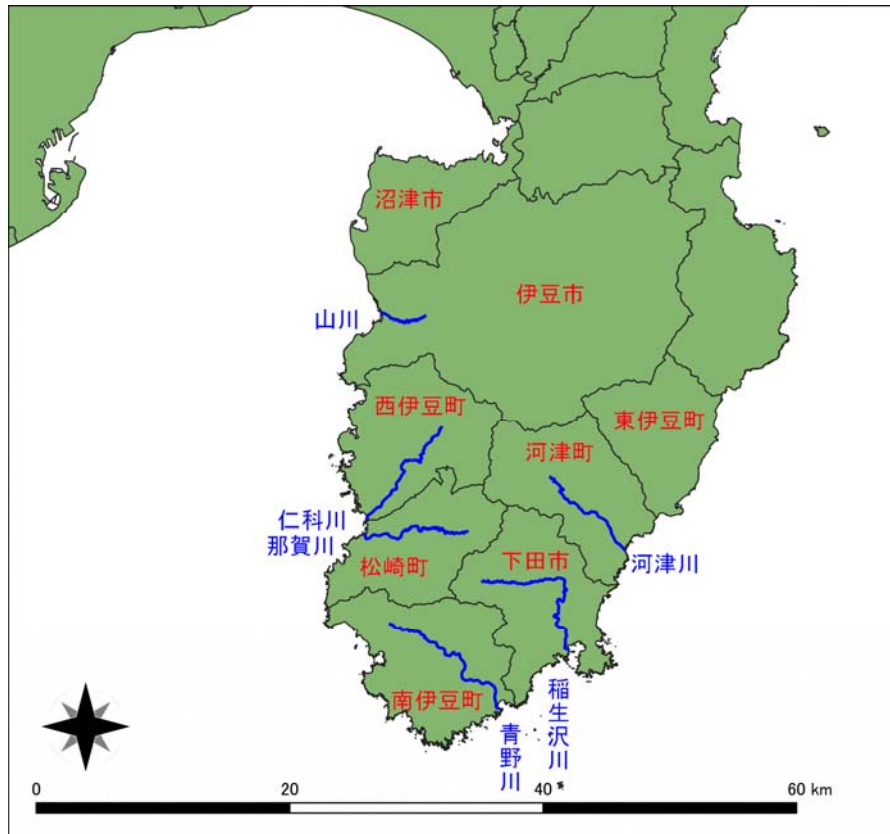 沼津市
伊豆市
山川
西伊豆町
東伊豆町
河津町
仁科川
那賀川
下田市
河津川
松崎町
南伊豆町
稲生沢川
青野川
0
20
40
60 km